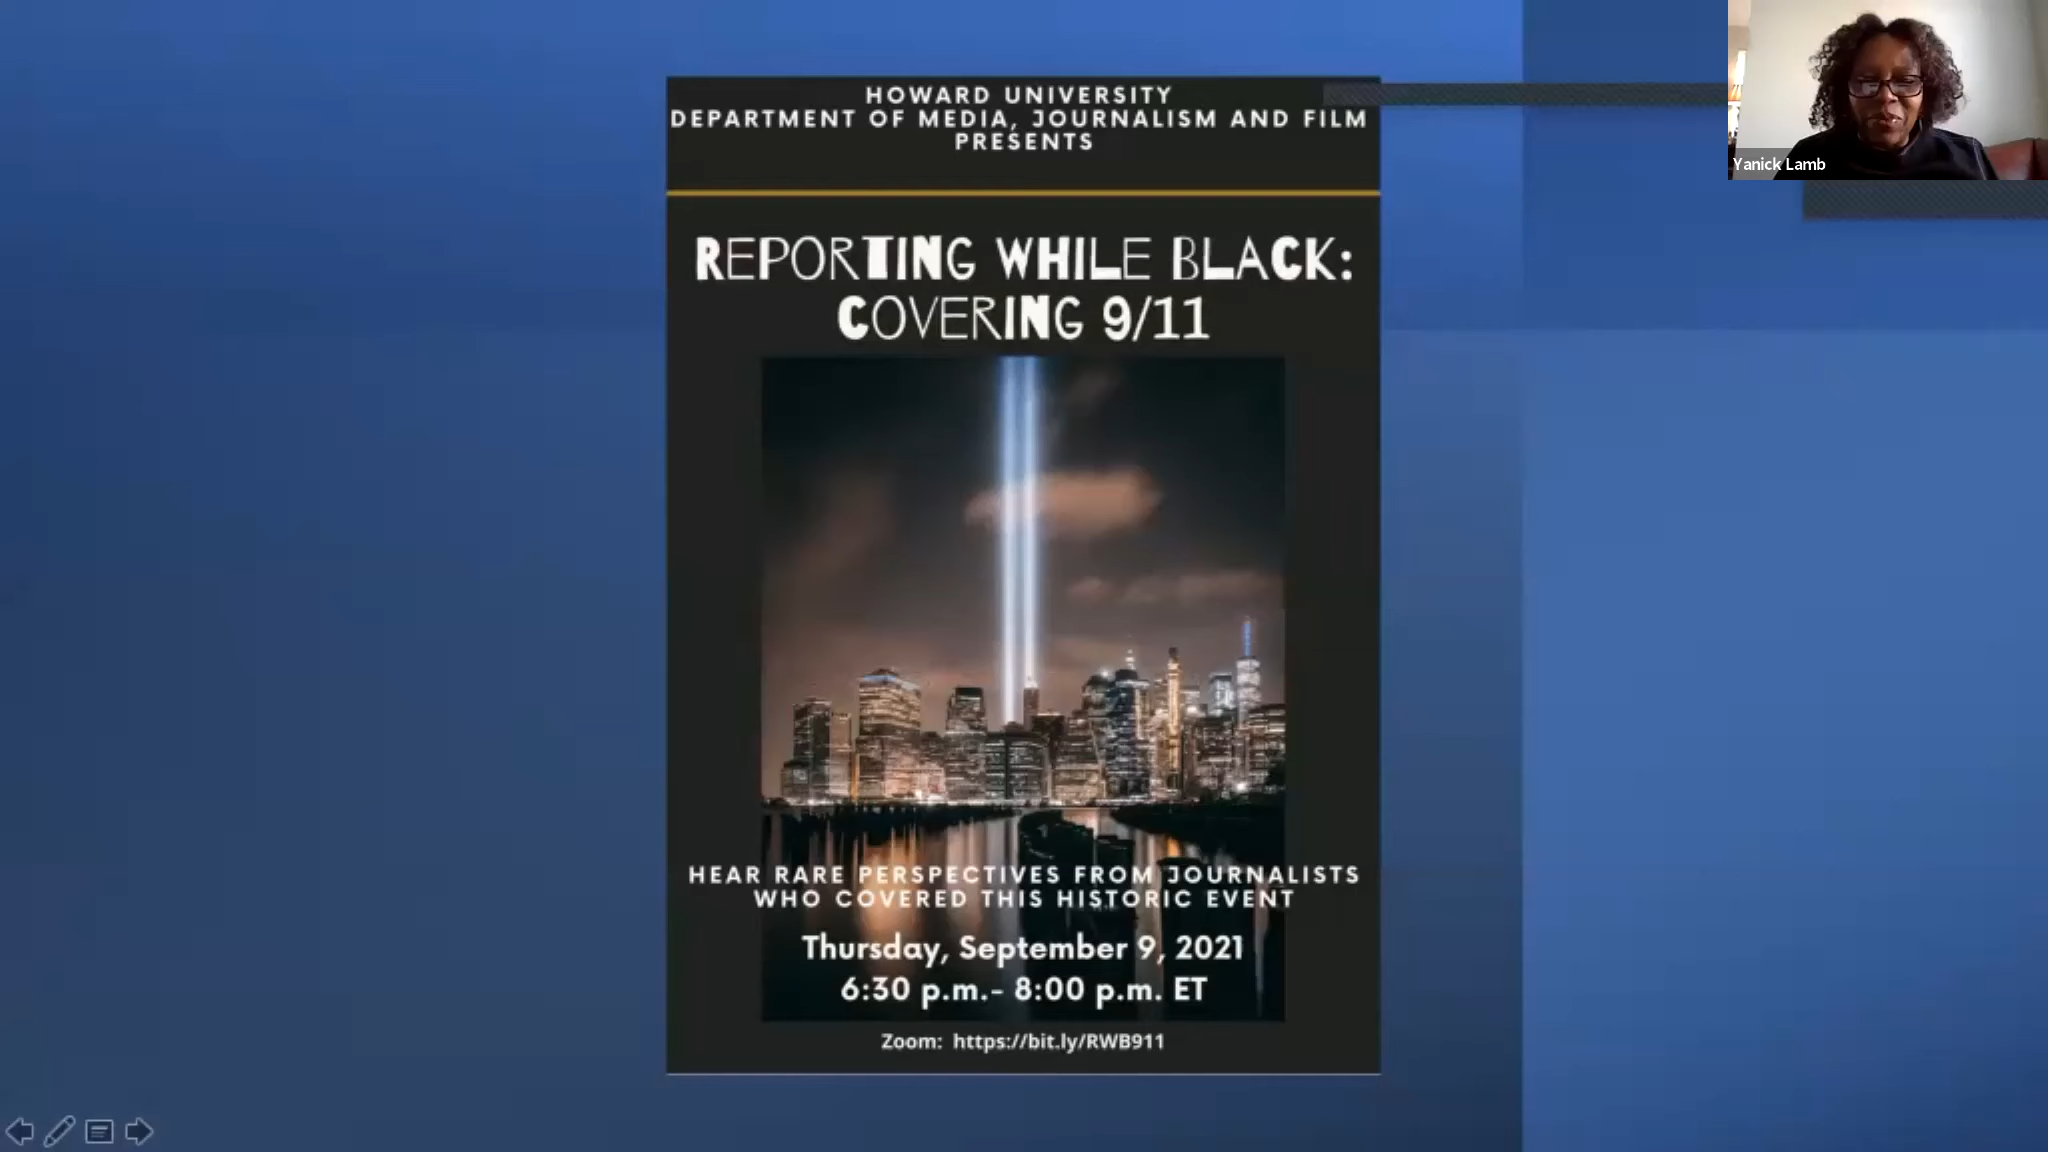 HOWARD UNIVERSITY
DEPARTMENT OF MEDIA, JOURNALISM AND FILM
PRESENTS
REPORTING WHILE BLACK:
COVERING 9/11
HEAR RARE PERSPECTIVES FROM JOURNALISTS
WHO COVERED THIS HISTORIC EVENT
Thursday, September 9, 2021
6:30 p.m.- 8:00 p.m. ET
Zoom: https://bit.ly/RWB911
Yanick Lamb